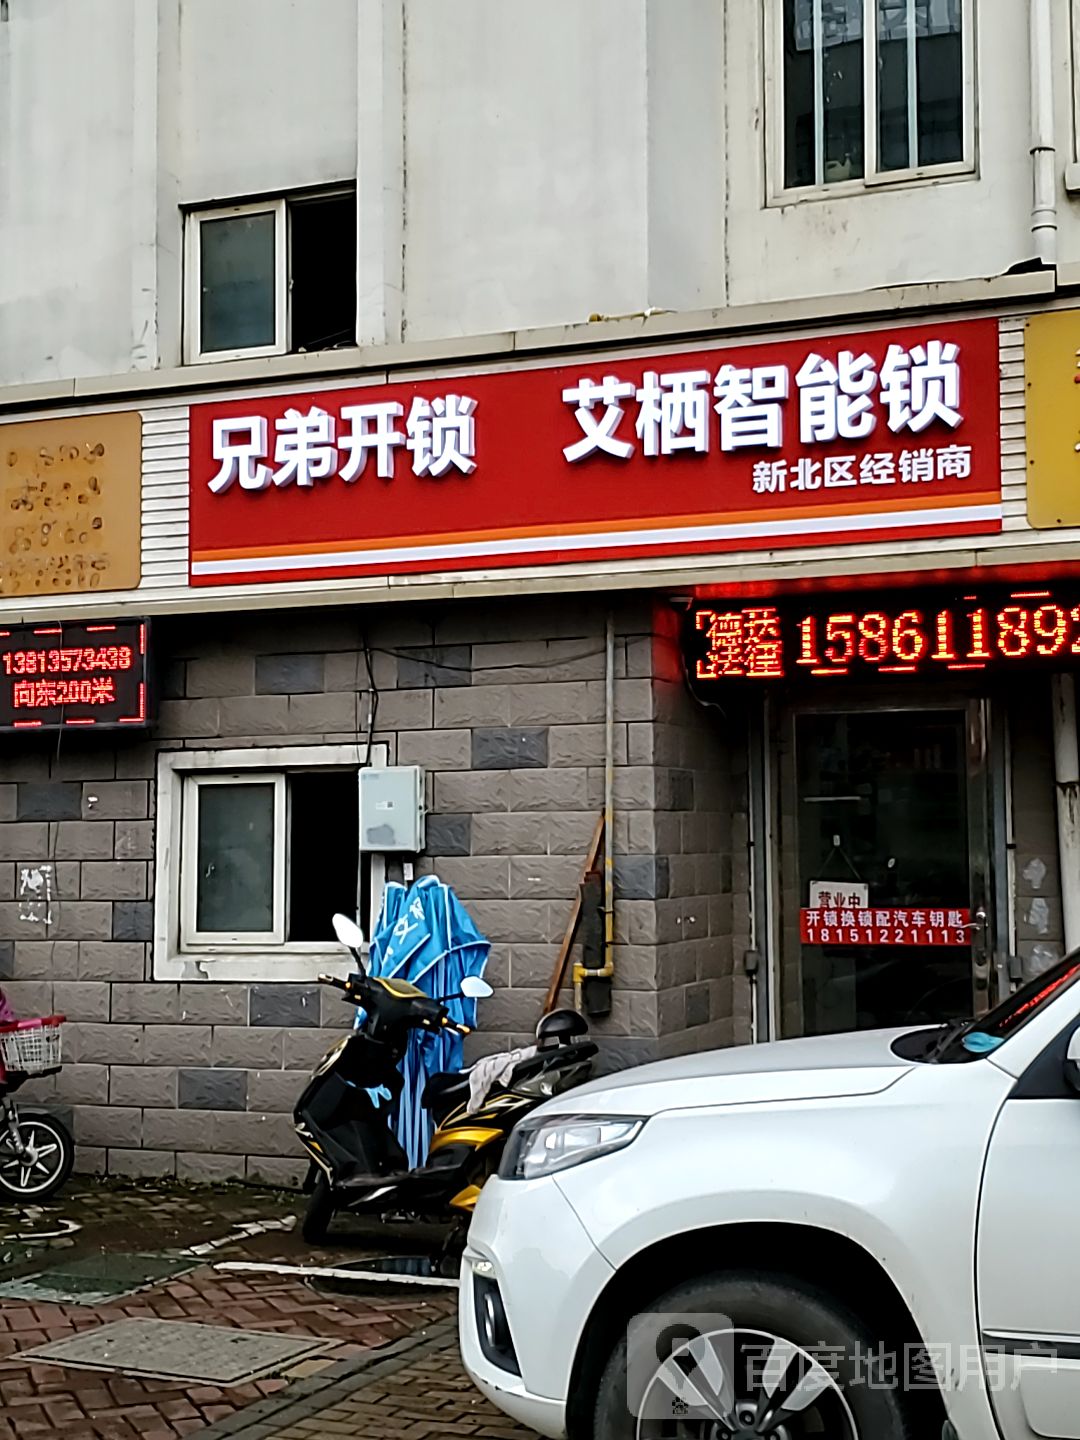 兄弟开锁 艾栖智能锁
新北区经销商
13813573438
向东200米
15861189
营业中
开锁换锁配汽车钥匙
18151221113
百度地图用户